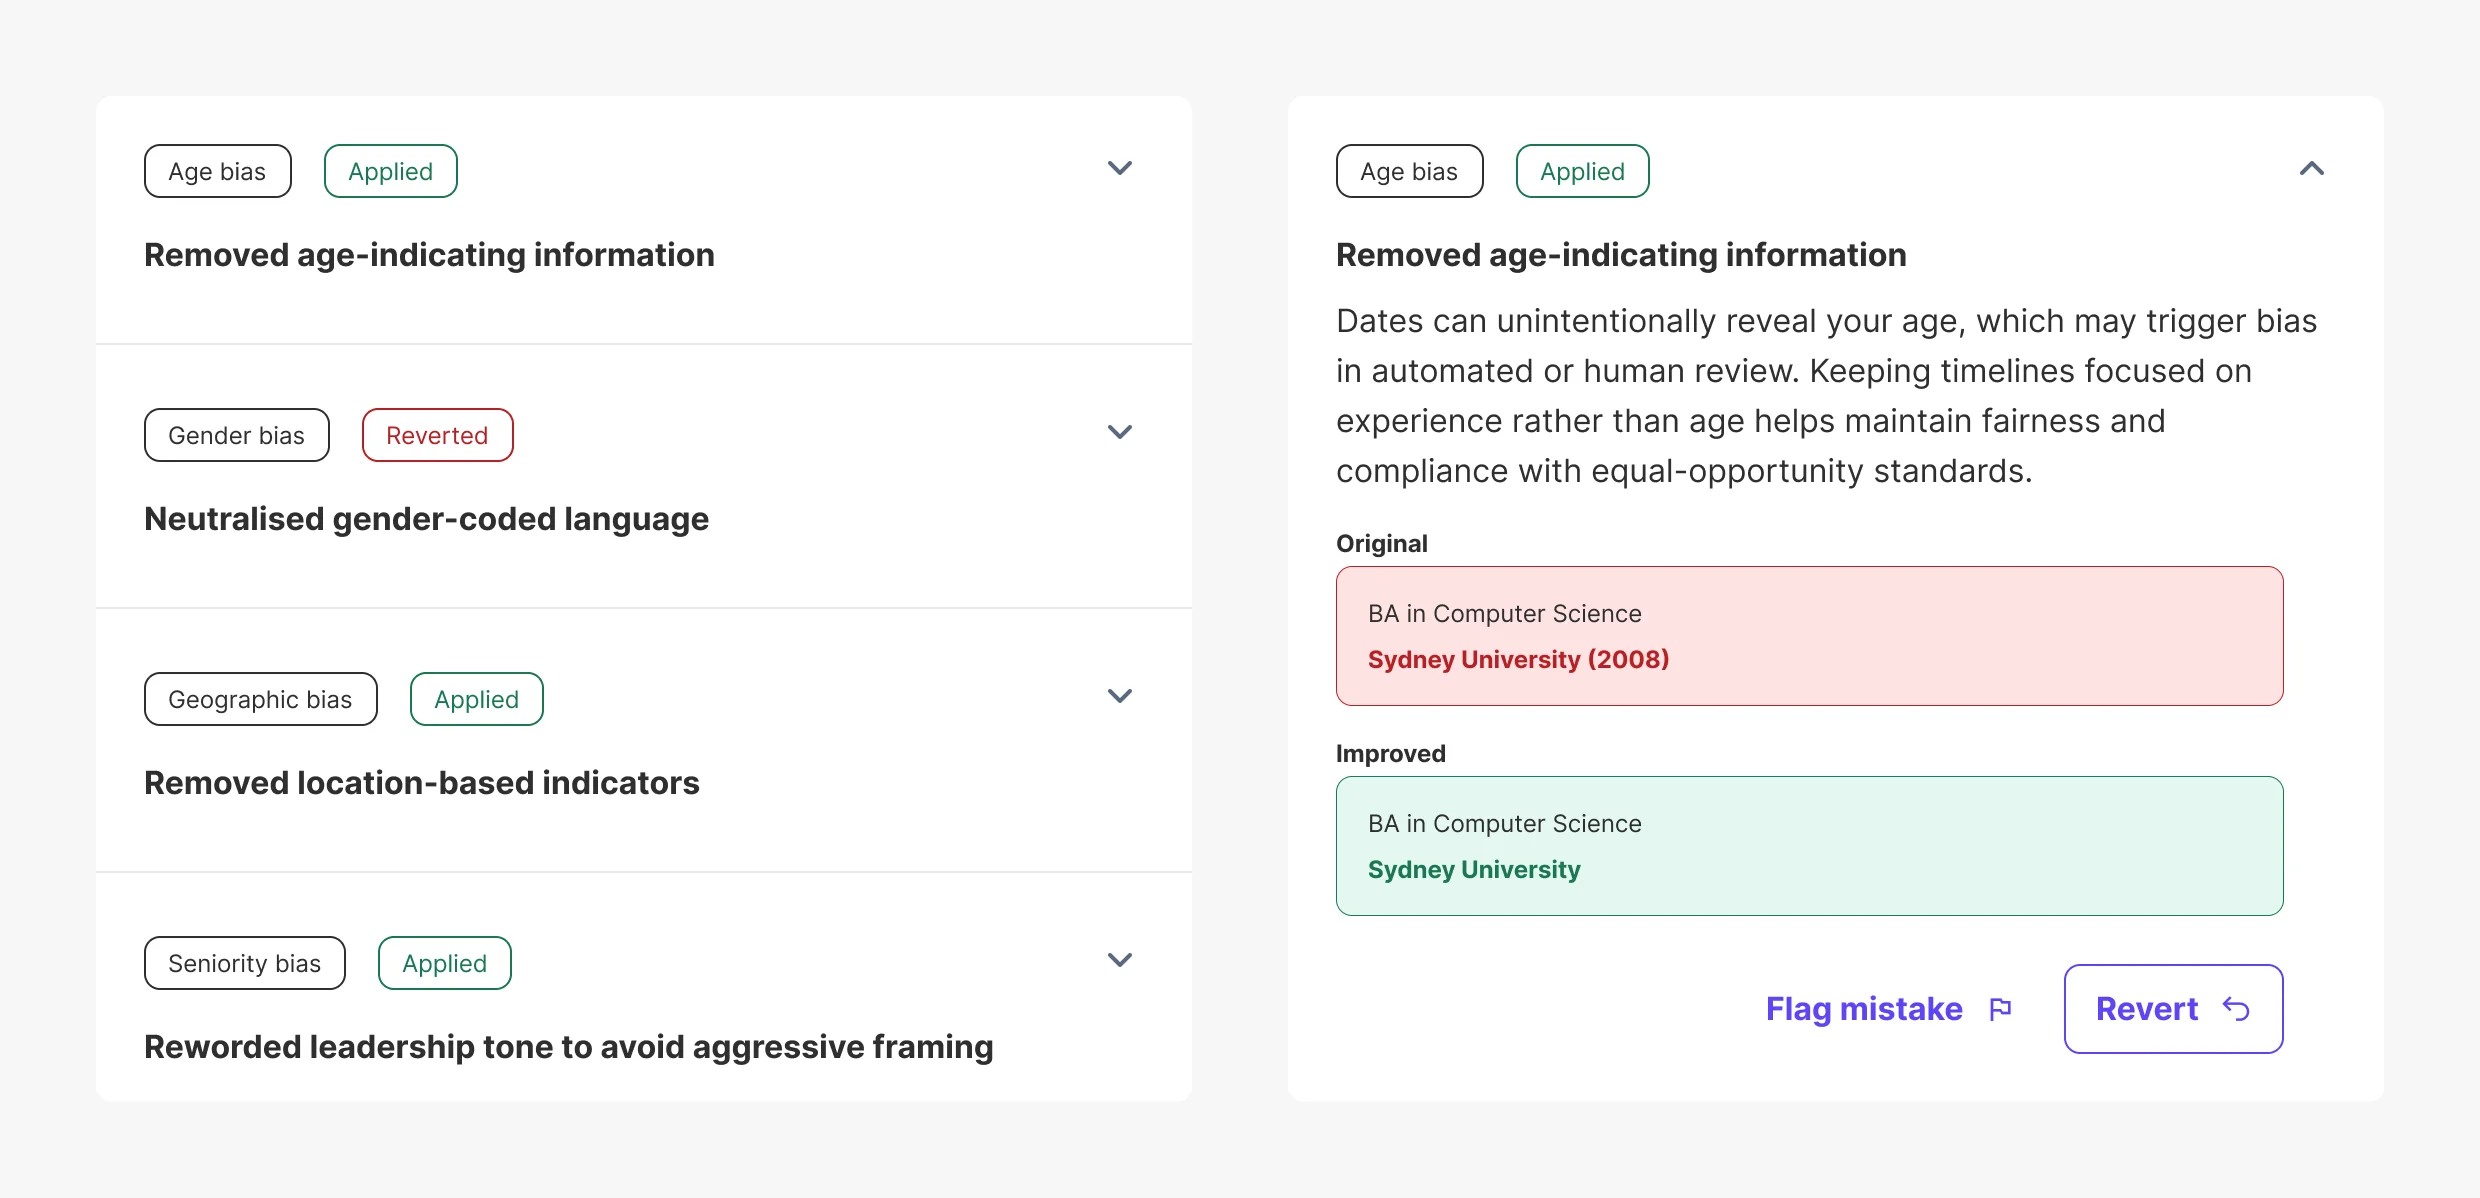 Age bias
Applied
Removed age-indicating information
Gender bias
Reverted
Neutralised gender-coded language
Geographic bias
Applied
Removed location-based indicators
Seniority bias
Applied
Reworded leadership tone to avoid aggressive framing
Age bias
Applied
Removed age-indicating information
Dates can unintentionally reveal your age, which may trigger bias
in automated or human review. Keeping timelines focused on
experience rather than age helps maintain fairness and
compliance with equal-opportunity standards.
Original
BA in Computer Science
Sydney University (2008)
Improved
BA in Computer Science
Sydney University
Flag mistake
Revert